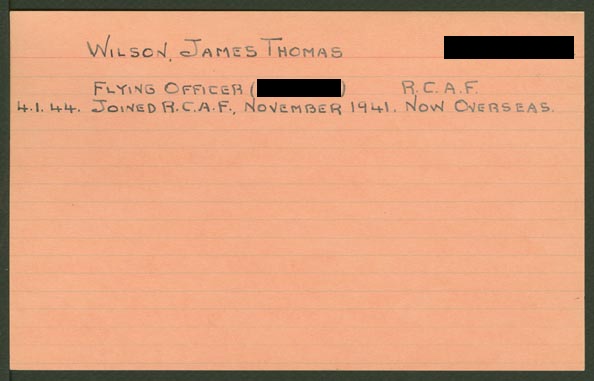 WILSON, JAMES THOMAS
FLYING OFFICER ( ) R.C.A.F.
4.1.44. JOINED R.C.A.F., NOVEMBER 1941. NOW OVERSEAS.